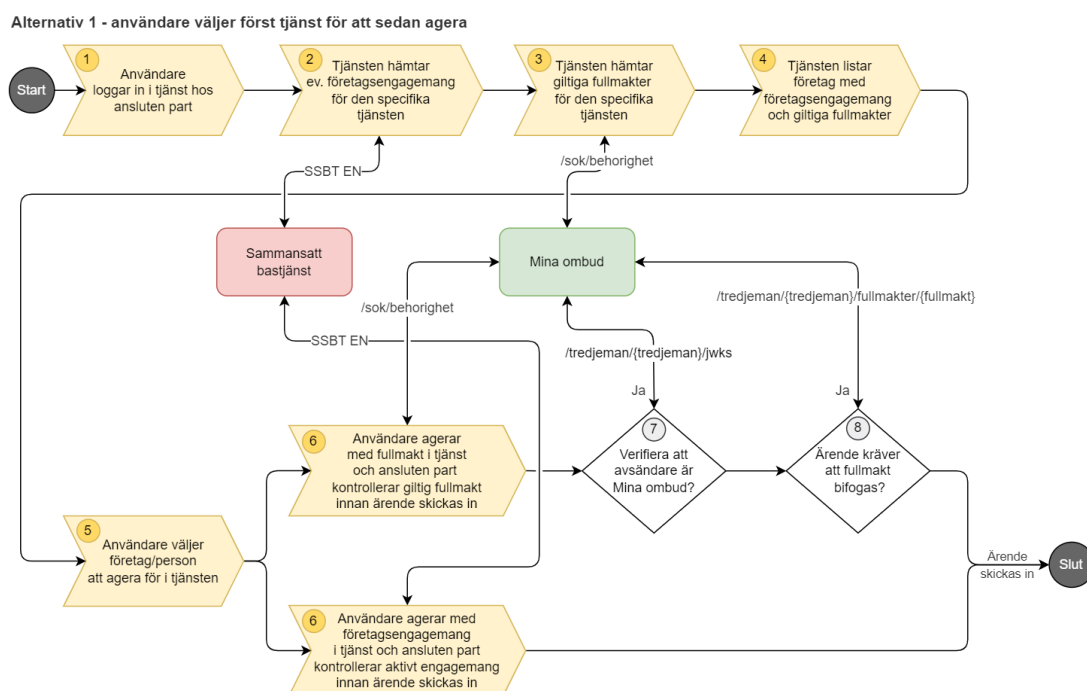 Alternativ 1 - användare väljer först tjänst för att sedan agera
Start
1
Användare
loggar in i tjänst hos
ansluten part
2
Tjänsten hämtar
ev. företagsengagemang
för den specifika
tjänsten
3
Tjänsten hämtar
giltiga fullmakter
för den specifika
tjänsten
4
Tjänsten listar
företag med
företagsengagemang
och giltiga fullmakter
SSBT EN
/sok/behorighet
Sammansatt
bastjänst
Mina ombud
/sok/behorighet
/tredjeman/{tredjeman}/fullmakter/{fullmakt}
SSBT EN
/tredjeman/{tredjeman}/jwks
Ja
Ja
6
Användare agerar
med fullmakt i tjänst
och ansluten part
kontrollerar giltig fullmakt
innan ärende skickas in
7
Verifiera att
avsändare är
Mina ombud?
8
Ärende kräver
att fullmakt
bifogas?
5
Användare väljer
företag/person
att agera för i tjänsten
Ärende
skickas in
Slut
6
Användare agerar med
företagsengagemang
i tjänst och ansluten part
kontrollerar aktivt engagemang
innan ärende skickas in